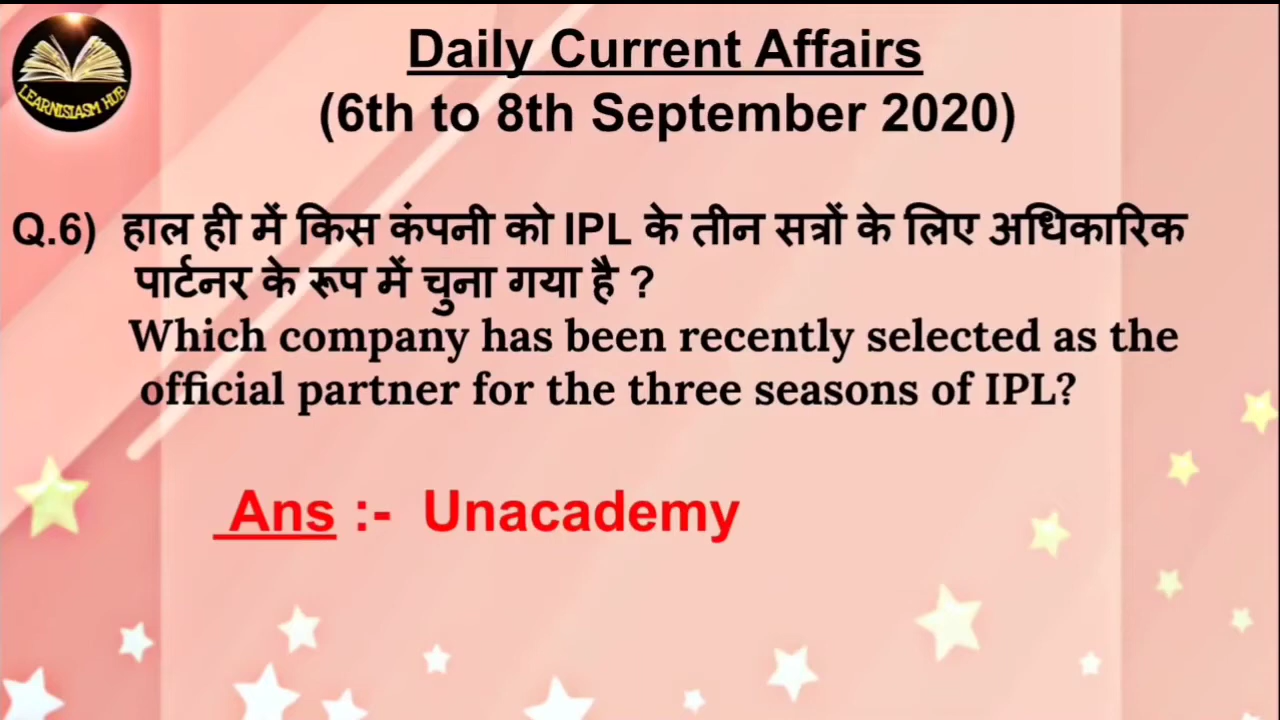 LEARNISIASM HUB
Daily Current Affairs
(6th to 8th September 2020)
Q.6) हाल ही में किस कंपनी को IPL के तीन सत्रों के लिए अधिकारिक
पार्टनर के रूप में चुना गया है ?
Which company has been recently selected as the
official partner for the three seasons of IPL?
Ans :- Unacademy